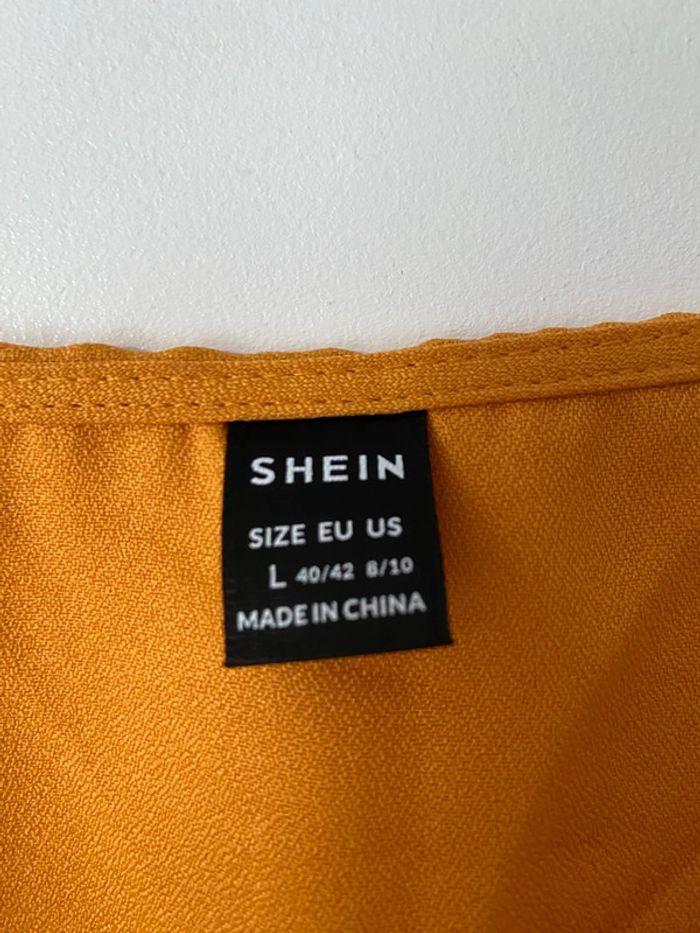 SHEIN
SIZE EU US
L 40/42 8/10
MADE IN CHINA